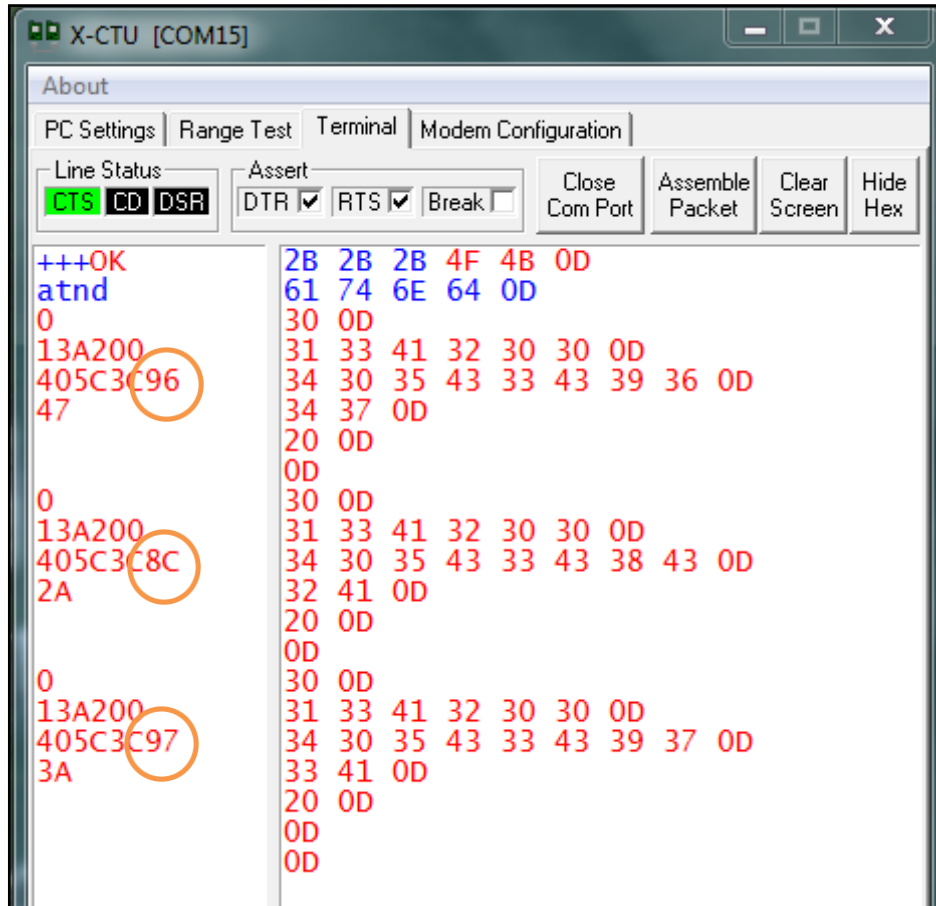 X-CTU [COM15]
About
PC Settings Range Test Terminal Modem Configuration
Line Status Assert
CTS CD DSR DTR RTS Break Close Com Port Assemble Packet Clear Screen Hide Hex
+++OK 2B 2B 2B 4F 4B 0D
atnd 61 74 6E 64 0D
0 30 0D
13A200 31 33 41 32 30 30 0D
405C3C96 34 30 35 43 33 43 39 36 0D
47 34 37 0D
20 0D
0D
0 30 0D
13A200 31 33 41 32 30 30 0D
405C3C8C 34 30 35 43 33 43 38 43 0D
2A 32 41 0D
20 0D
0D
0 30 0D
13A200 31 33 41 32 30 30 0D
405C3C97 34 30 35 43 33 43 39 37 0D
3A 33 41 0D
20 0D
0D
0D